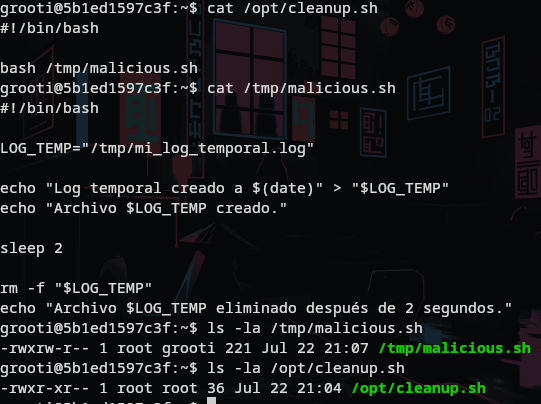 grooti@5b1ed1597c3f:~$ cat /opt/cleanup.sh
#!/bin/bash
bash /tmp/malicious.sh
grooti@5b1ed1597c3f:~$ cat /tmp/malicious.sh
#!/bin/bash
LOG_TEMP="/tmp/mi_log_temporal.log"
echo "Log temporal creado a $(date)" > "$LOG_TEMP"
echo "Archivo $LOG_TEMP creado."
sleep 2
rm -f "$LOG_TEMP"
echo "Archivo $LOG_TEMP eliminado después de 2 segundos."
grooti@5b1ed1597c3f:~$ ls -la /tmp/malicious.sh
-rwxrw-r-- 1 root grooti 221 Jul 22 21:07 /tmp/malicious.sh
grooti@5b1ed1597c3f:~$ ls -la /opt/cleanup.sh
-rwxr-xr-- 1 root root 36 Jul 22 21:04 /opt/cleanup.sh